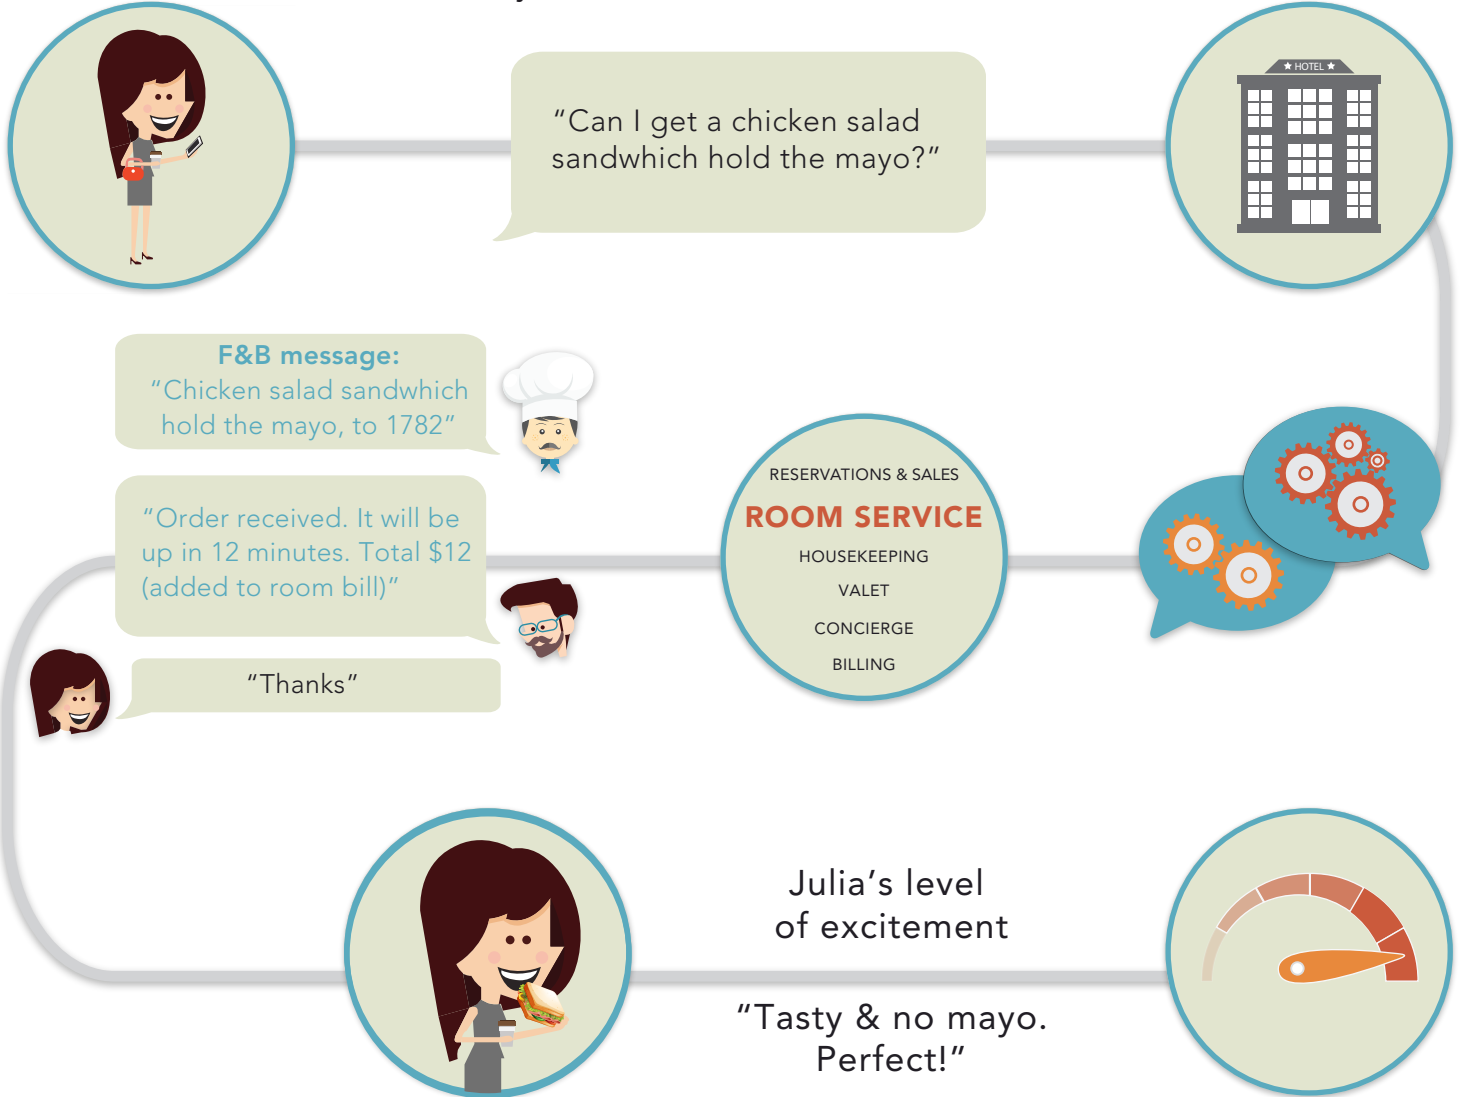 “Can I get a chicken salad
sandwhich hold the mayo?”
★ HOTEL ★
F&B message:
“Chicken salad sandwhich
hold the mayo, to 1782”
“Order received. It will be
up in 12 minutes. Total $12
(added to room bill)”
“Thanks”
RESERVATIONS & SALES
ROOM SERVICE
HOUSEKEEPING
VALET
CONCIERGE
BILLING
Julia’s level
of excitement
“Tasty & no mayo.
Perfect!”